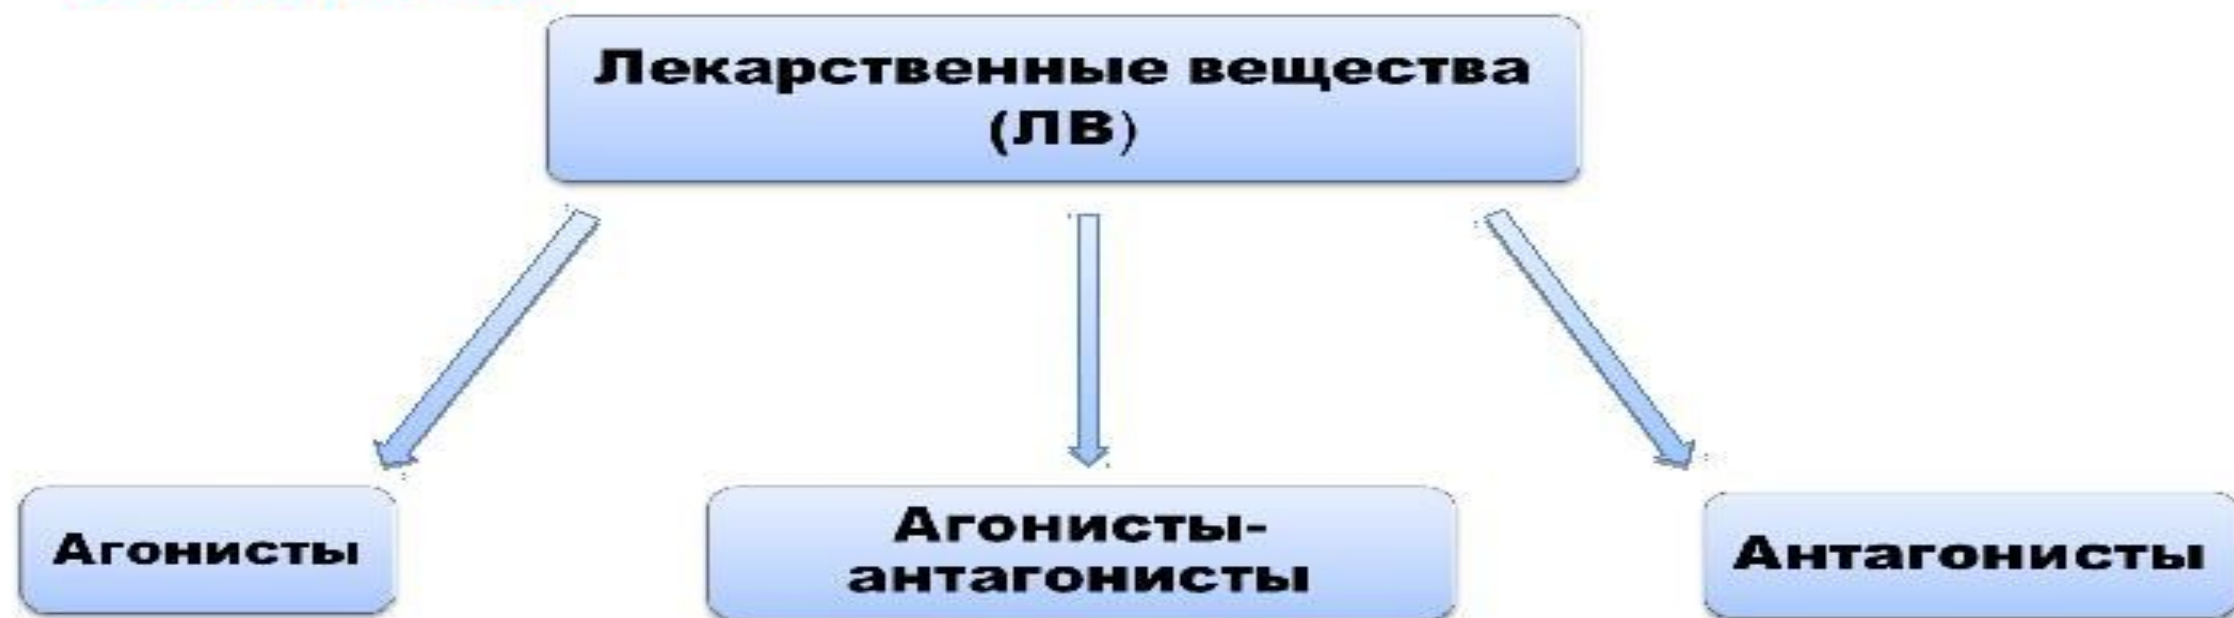 Лекарственные вещества
(ЛВ)
Агонисты
Агонисты-
антагонисты
Антагонисты